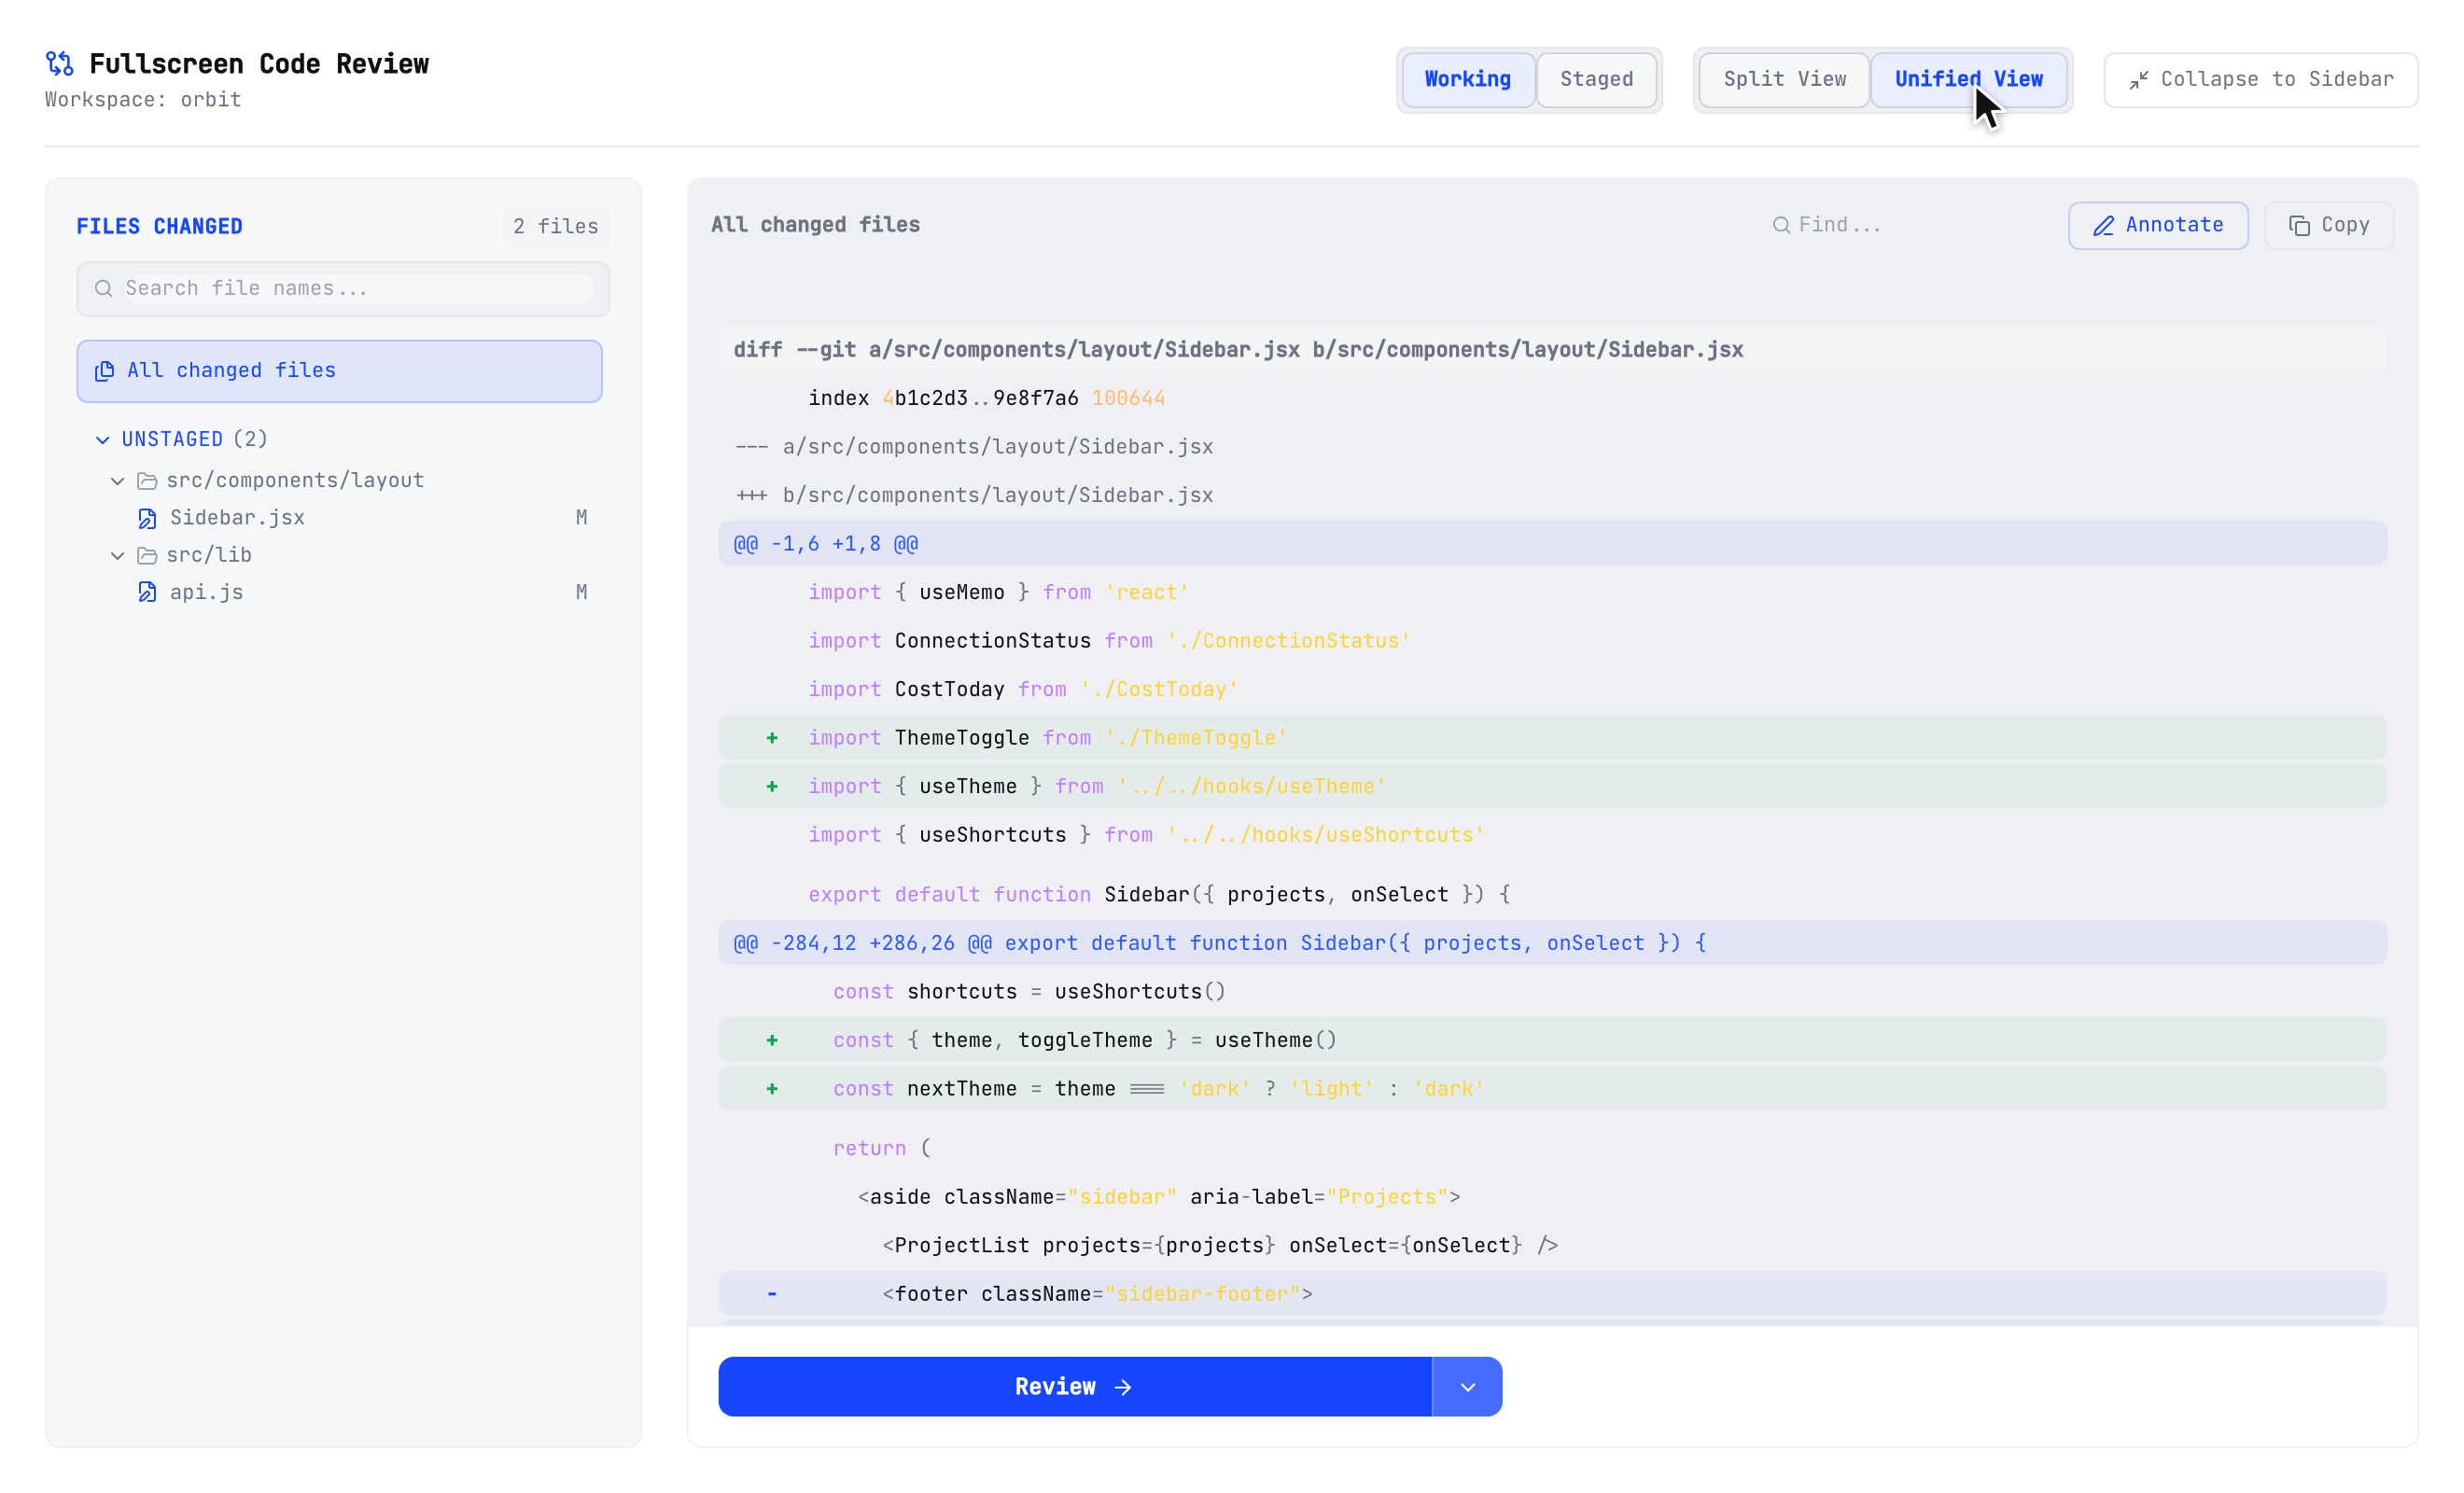 Fullscreen Code Review
Workspace: orbit
Working
Staged
Split View
Unified View
Collapse to Sidebar
FILES CHANGED
2 files
Search file names...
All changed files
UNSTAGED (2)
src/components/layout
Sidebar.jsx M
src/lib
api.js M
All changed files
Find...
Annotate
Copy
diff --git a/src/components/layout/Sidebar.jsx b/src/components/layout/Sidebar.jsx
index 4b1c2d3..9e8f7a6 100644
--- a/src/components/layout/Sidebar.jsx
+++ b/src/components/layout/Sidebar.jsx
@@ -1,6 +1,8 @@
import { useMemo } from 'react'
import ConnectionStatus from './ConnectionStatus'
import CostToday from './CostToday'
+ import ThemeToggle from './ThemeToggle'
+ import { useTheme } from '../../hooks/useTheme'
import { useShortcuts } from '../../hooks/useShortcuts'
export default function Sidebar({ projects, onSelect }) {
@@ -284,12 +286,26 @@ export default function Sidebar({ projects, onSelect }) {
const shortcuts = useShortcuts()
+ const { theme, toggleTheme } = useTheme()
+ const nextTheme = theme === 'dark' ? 'light' : 'dark'
return (
<aside className="sidebar" aria-label="Projects">
<ProjectList projects={projects} onSelect={onSelect} />
- <footer className="sidebar-footer">
Review →